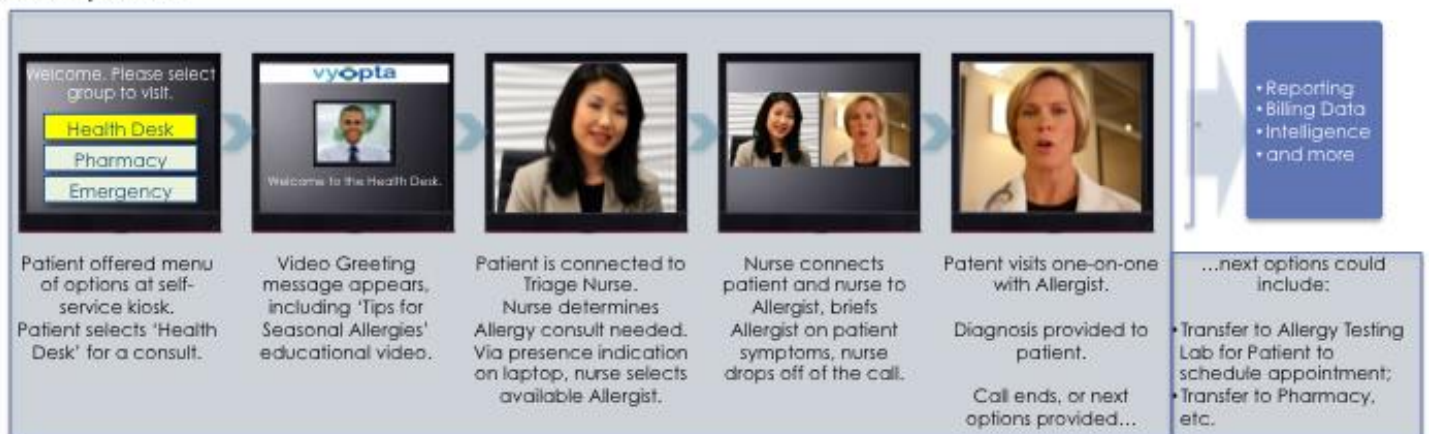 Welcome. Please select
group to visit.
Health Desk
Pharmacy
Emergency
Patient offered menu
of options at self-
service kiosk.
Patient selects ‘Health
Desk’ for a consult.
vyopta
Welcome to the Health Desk.
Video Greeting
message appears,
including ‘Tips for
Seasonal Allergies’
educational video.
Patient is connected to
Triage Nurse.
Nurse determines
Allergy consult needed.
Via presence indication
on laptop, nurse selects
available Allergist.
Nurse connects
patient and nurse to
Allergist, briefs
Allergist on patient
symptoms, nurse
drops off of the call.
Patent visits one-on-one
with Allergist.
Diagnosis provided to
patient.
Call ends, or next
options provided…
• Reporting
• Billing Data
• Intelligence
• and more
…next options could
include:
• Transfer to Allergy Testing
Lab for Patient to
schedule appointment;
• Transfer to Pharmacy,
etc.